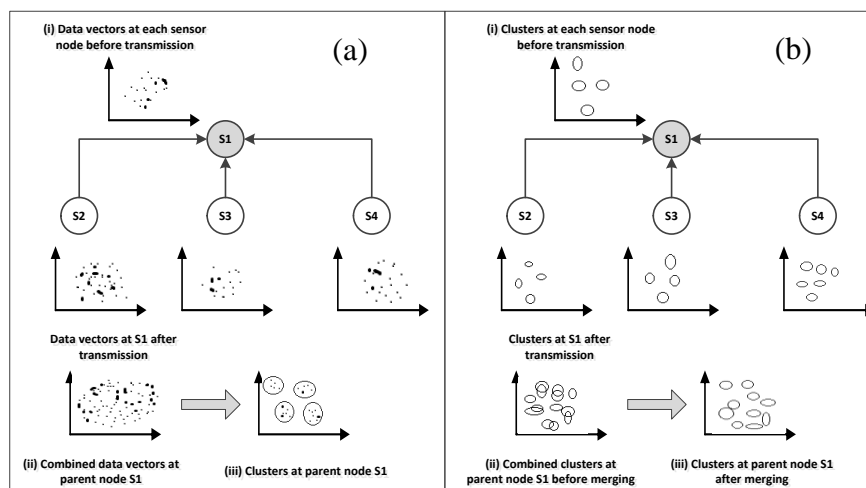 (i) Data vectors at each sensor
node before transmission
(a)
S1
S2
S3
S4
Data vectors at S1 after
transmission
(ii) Combined data vectors at
parent node S1
(iii) Clusters at parent node S1
(i) Clusters at each sensor node
before transmission
(b)
S1
S2
S3
S4
Clusters at S1 after
transmission
(ii) Combined clusters at
parent node S1 before merging
(iii) Clusters at parent node S1
after merging